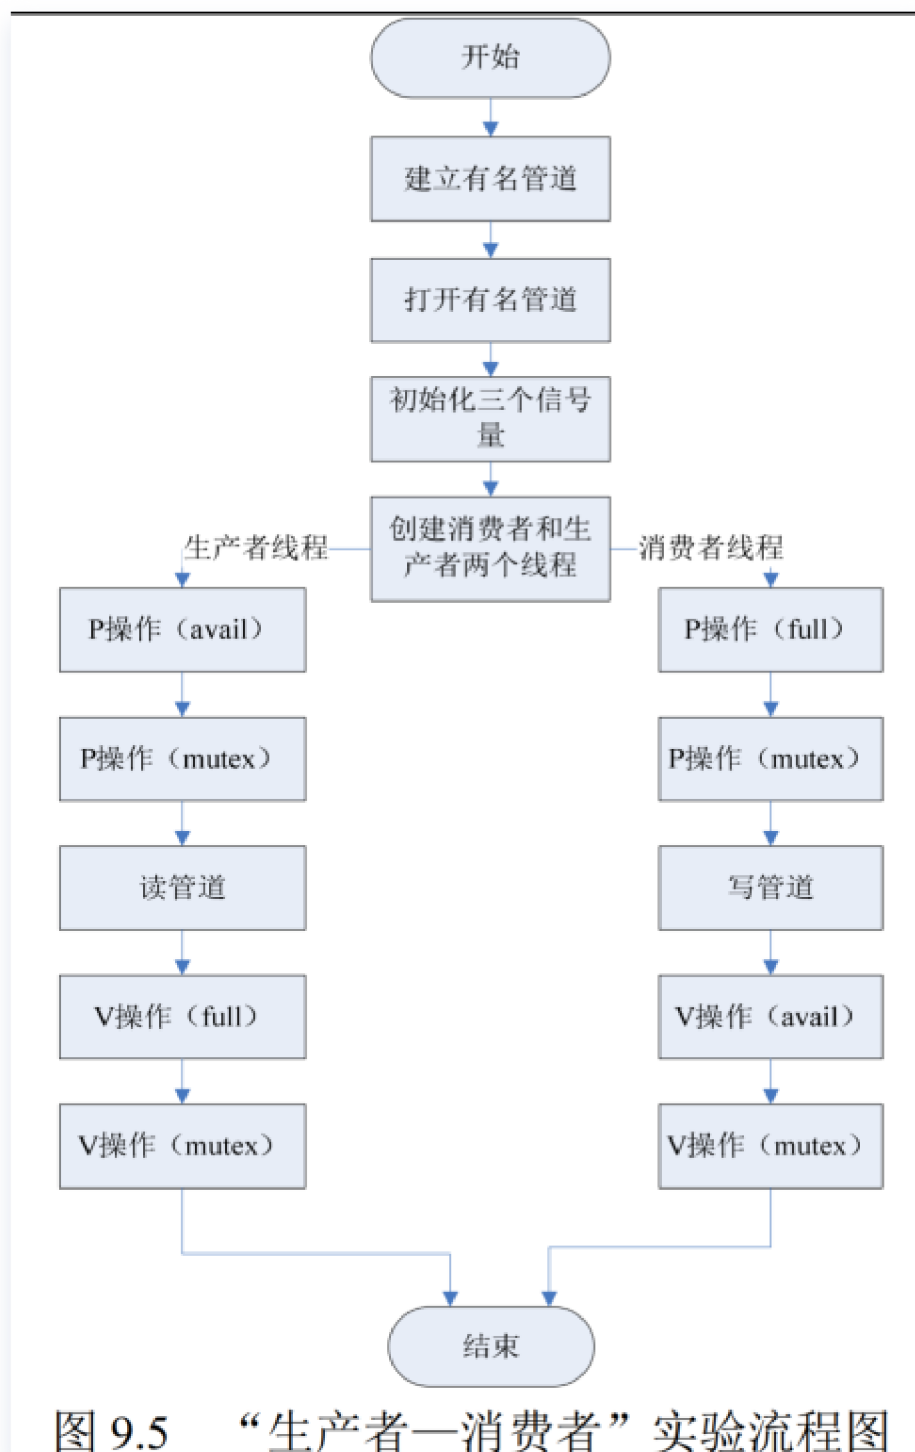 开始
建立有名管道
打开有名管道
初始化三个信号
量
创建消费者和生
产者两个线程
生产者线程
消费者线程
P操作（avail）
P操作（full）
P操作（mutex）
P操作（mutex）
读管道
写管道
V操作（full）
V操作（avail）
V操作（mutex）
V操作（mutex）
结束
图 9.5 “生产者—消费者”实验流程图